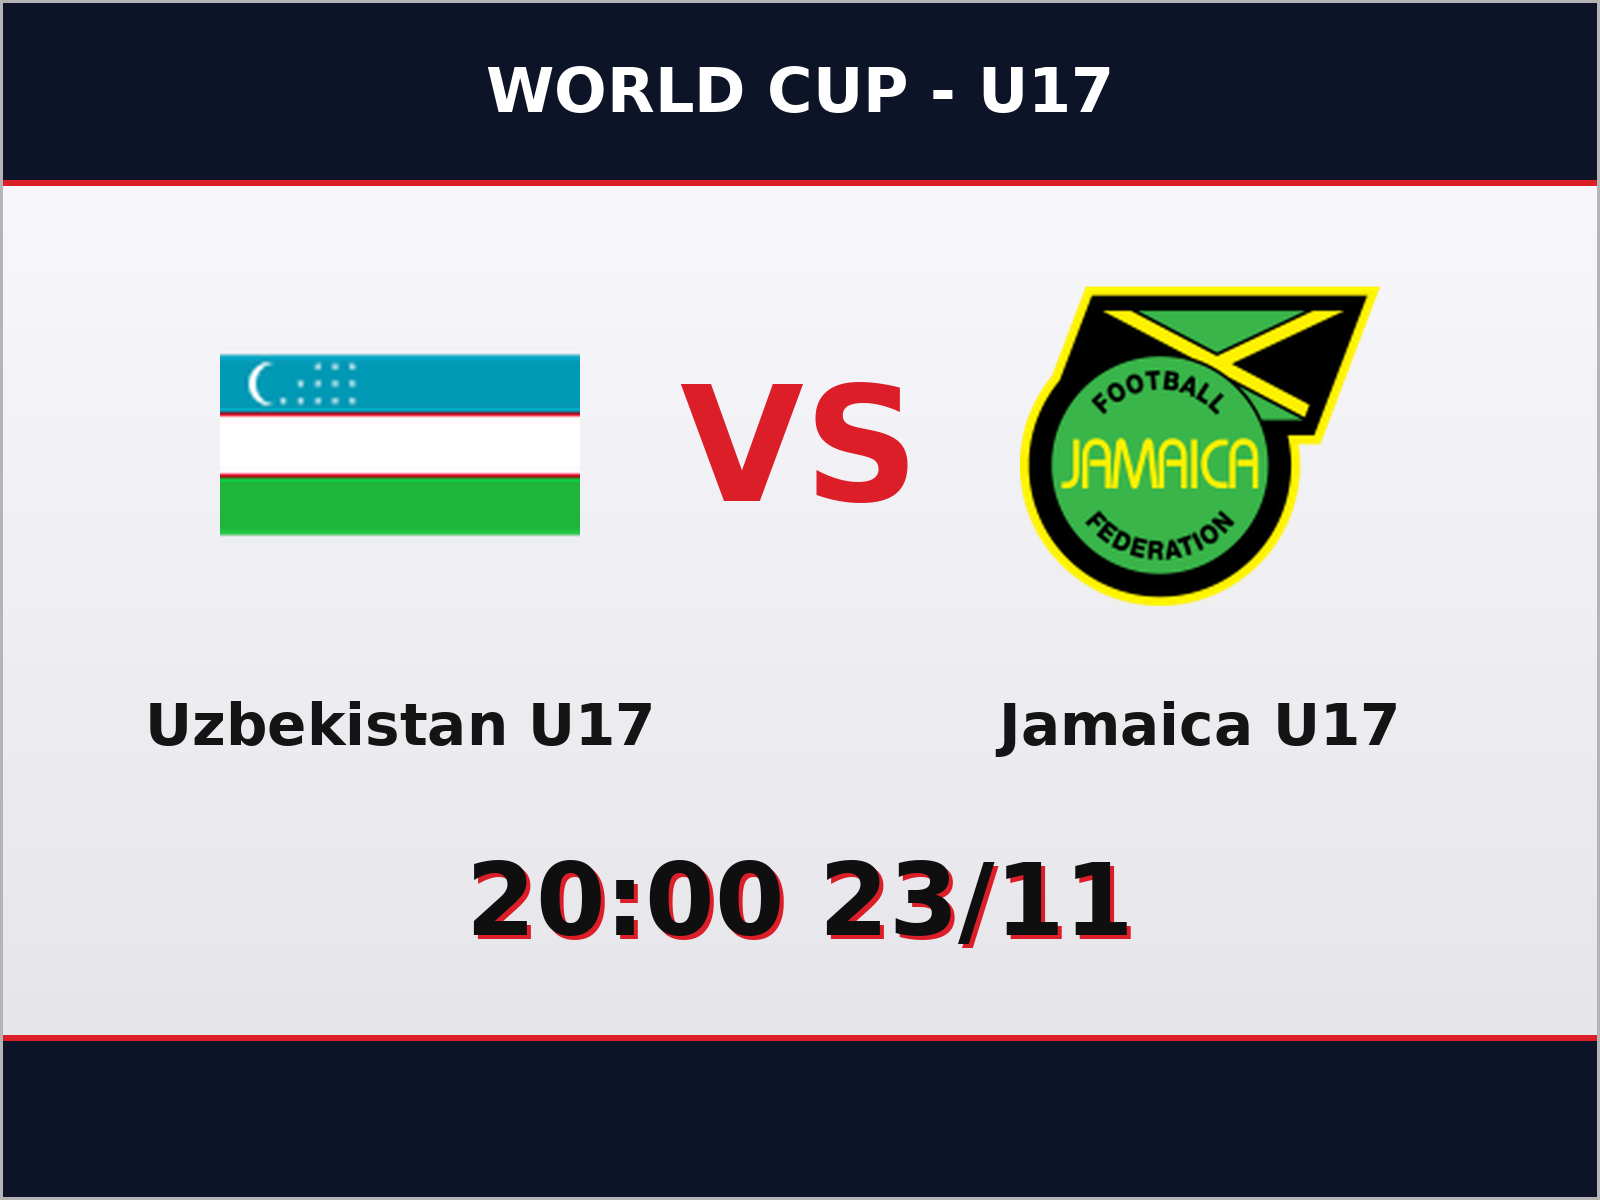 WORLD CUP - U17
VS
FOOTBALL
JAMAICA
FEDERATION
Uzbekistan U17
Jamaica U17
20:00 23/11